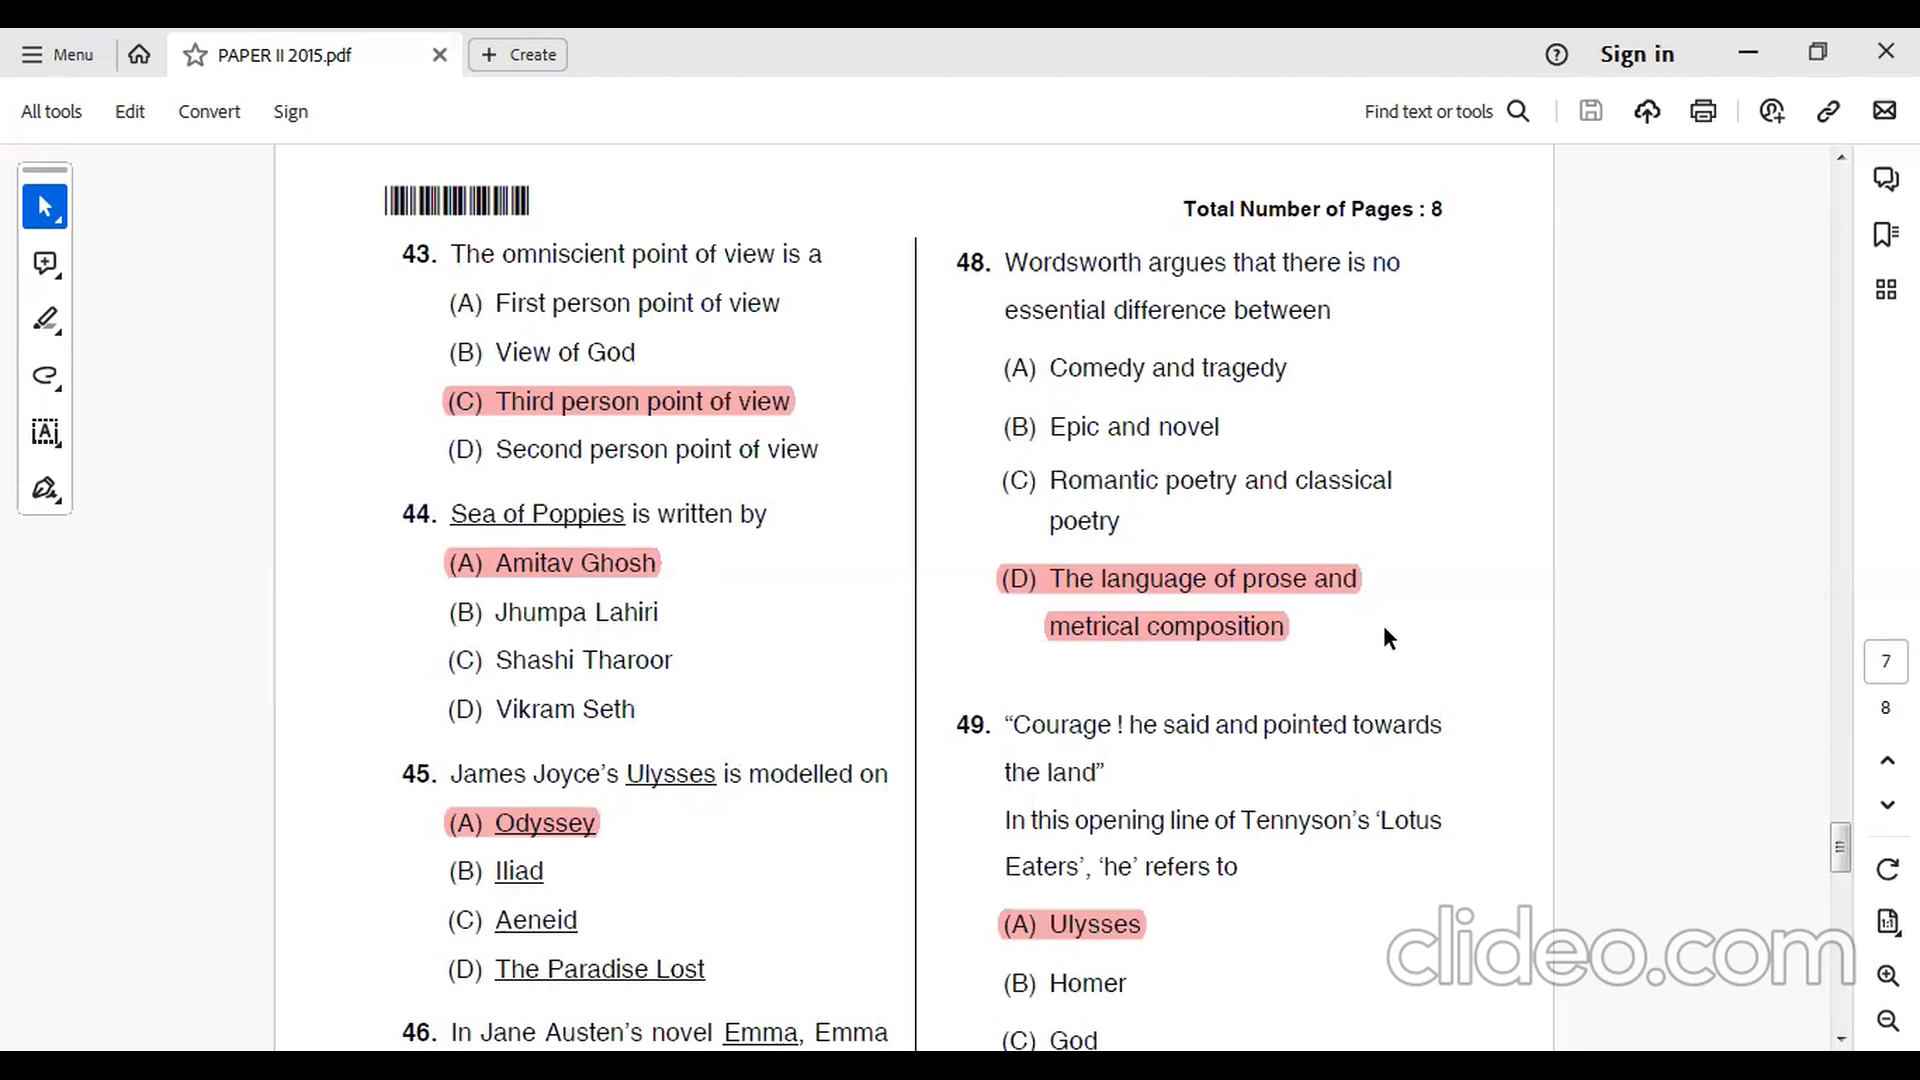 Menu
PAPER II 2015.pdf
Create
Sign in
All tools
Edit
Convert
Sign
Find text or tools
Total Number of Pages : 8
43. The omniscient point of view is a
(A) First person point of view
(B) View of God
(C) Third person point of view
(D) Second person point of view
44. Sea of Poppies is written by
(A) Amitav Ghosh
(B) Jhumpa Lahiri
(C) Shashi Tharoor
(D) Vikram Seth
45. James Joyce’s Ulysses is modelled on
(A) Odyssey
(B) Iliad
(C) Aeneid
(D) The Paradise Lost
46. In Jane Austen’s novel Emma, Emma
48. Wordsworth argues that there is no
essential difference between
(A) Comedy and tragedy
(B) Epic and novel
(C) Romantic poetry and classical
poetry
(D) The language of prose and
metrical composition
49. “Courage ! he said and pointed towards
the land”
In this opening line of Tennyson’s ‘Lotus
Eaters’, ‘he’ refers to
(A) Ulysses
(B) Homer
(C) God
7
8
clideo.com